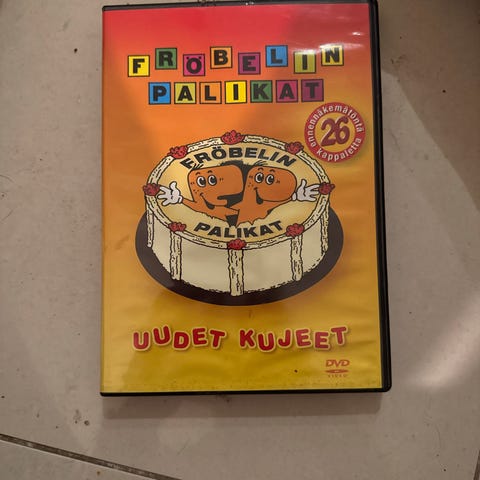 FRÖBELIN
PALIKAT
ennennäkemätöntä
26
kappaletta
FRÖBELIN
PALIKAT
UUDET KUJEET
DVD
VIDEO